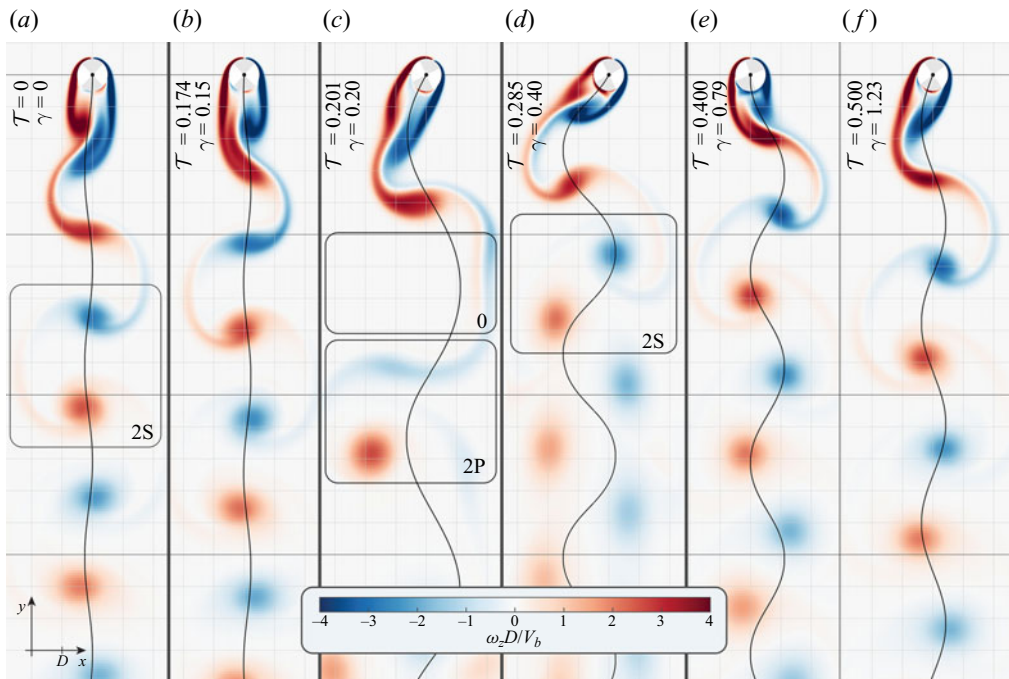 (a)
(b)
(c)
(d)
(e)
(f)
𝒯 = 0
γ = 0
𝒯 = 0.174
γ = 0.15
𝒯 = 0.201
γ = 0.20
𝒯 = 0.285
γ = 0.40
𝒯 = 0.400
γ = 0.79
𝒯 = 0.500
γ = 1.23
2S
0
2P
2S
y
D x
−4 −3 −2 −1 0 1 2 3 4
ω_z D/V_b